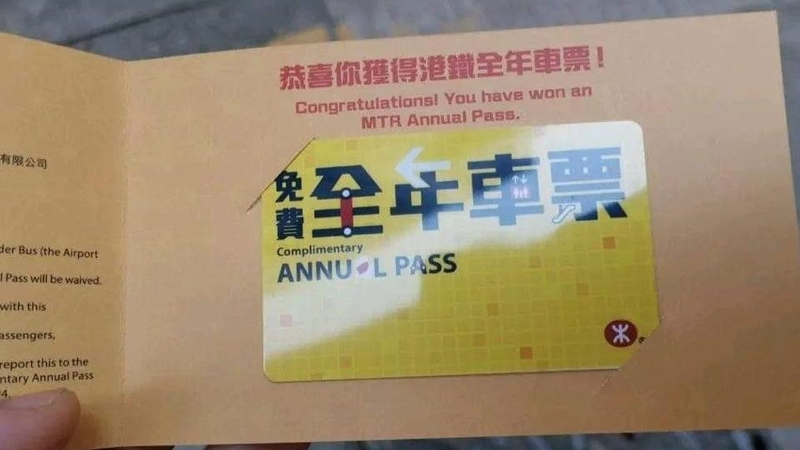 有限公司
der Bus (the Airport
l Pass will be waived.
with this
assengers,
report this to the
ntary Annual Pass
4.
恭喜你獲得港鐵全年車票！
Congratulations! You have won an
MTR Annual Pass.
免費全年車票
Complimentary
ANNUAL PASS